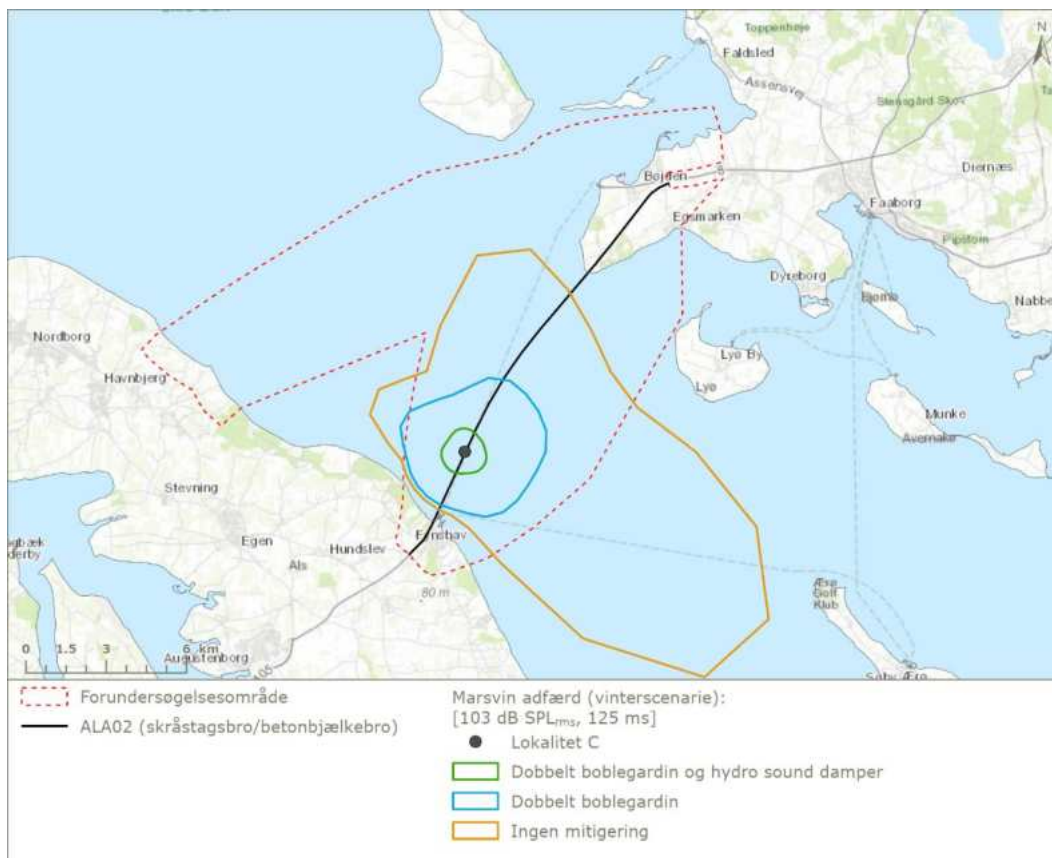 Toppenhøje
Faldsled
Assensvej
Stensgård Skov
N
Diernæs
Bøjden
Faaborg
Egsmarken
Pipstorn
Dyreborg
Bjørnø
Nabbe
Nordborg
Lyø By
Havnbjerg
Lyø
Munke
Avernakø
Stevning
Egen
Hundslev
Fynshav
Als
80 m
Ærø
Golf
Klub
Augustenborg
Søby Ærø
0 1.5 3 6 km
Forundersøgelsesområde
ALA02 (skråstagsbro/betonbjælkebro)
Marsvin adfærd (vinterscenarie):
[103 dB SPLrms, 125 ms]
Lokalitet C
Dobbelt boblegardin og hydro sound damper
Dobbelt boblegardin
Ingen mitigering